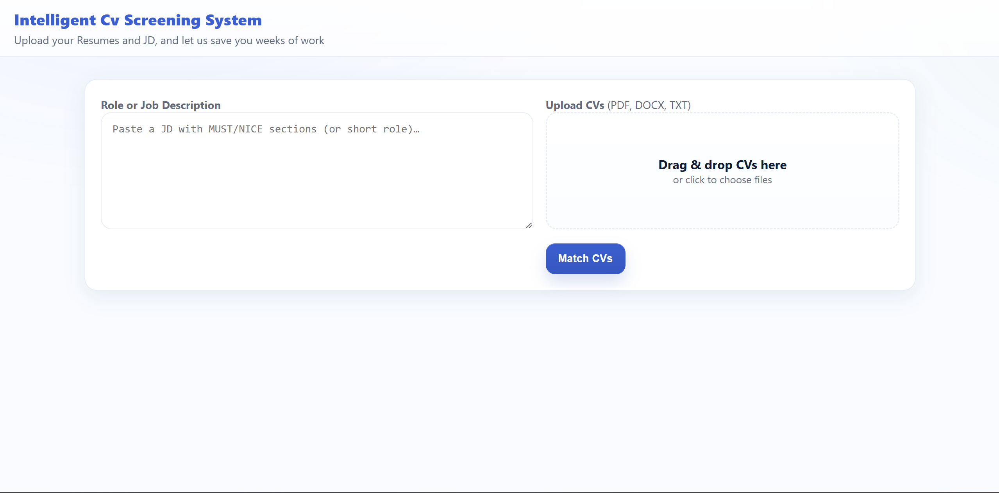 Intelligent Cv Screening System
Upload your Resumes and JD, and let us save you weeks of work
Role or Job Description
Paste a JD with MUST/NICE sections (or short role)…
Upload CVs (PDF, DOCX, TXT)
Drag & drop CVs here
or click to choose files
Match CVs